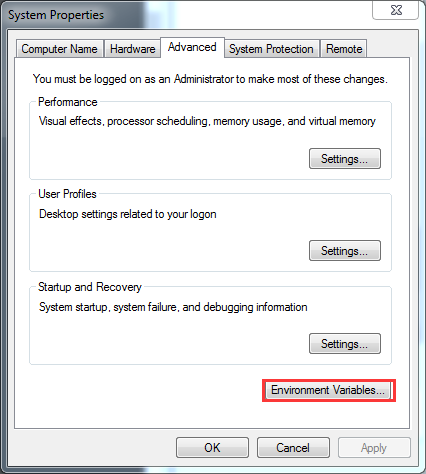 System Properties
Computer Name Hardware Advanced System Protection Remote
You must be logged on as an Administrator to make most of these changes.
Performance
Visual effects, processor scheduling, memory usage, and virtual memory
Settings...
User Profiles
Desktop settings related to your logon
Settings...
Startup and Recovery
System startup, system failure, and debugging information
Settings...
Environment Variables...
OK Cancel Apply